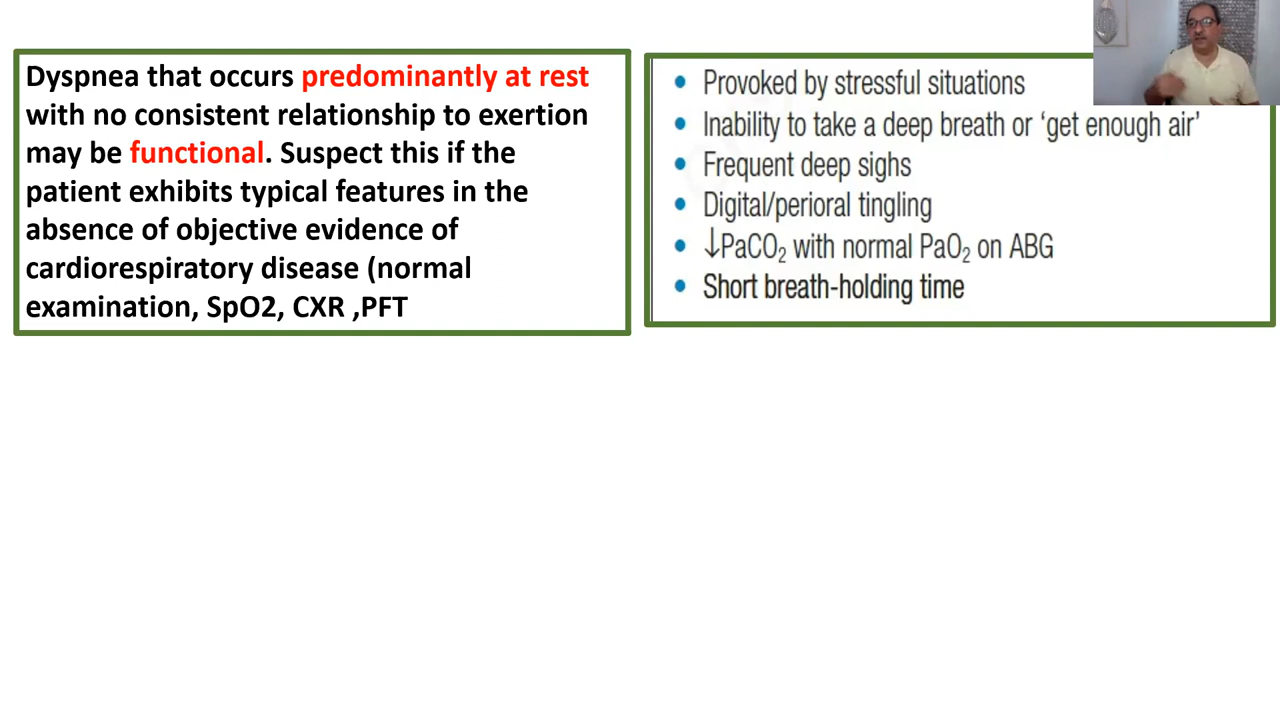 Dyspnea that occurs predominantly at rest
with no consistent relationship to exertion
may be functional. Suspect this if the
patient exhibits typical features in the
absence of objective evidence of
cardiorespiratory disease (normal
examination, SpO2, CXR ,PFT
• Provoked by stressful situations
• Inability to take a deep breath or ‘get enough air’
• Frequent deep sighs
• Digital/perioral tingling
• ↓PaCO₂ with normal PaO₂ on ABG
• Short breath-holding time